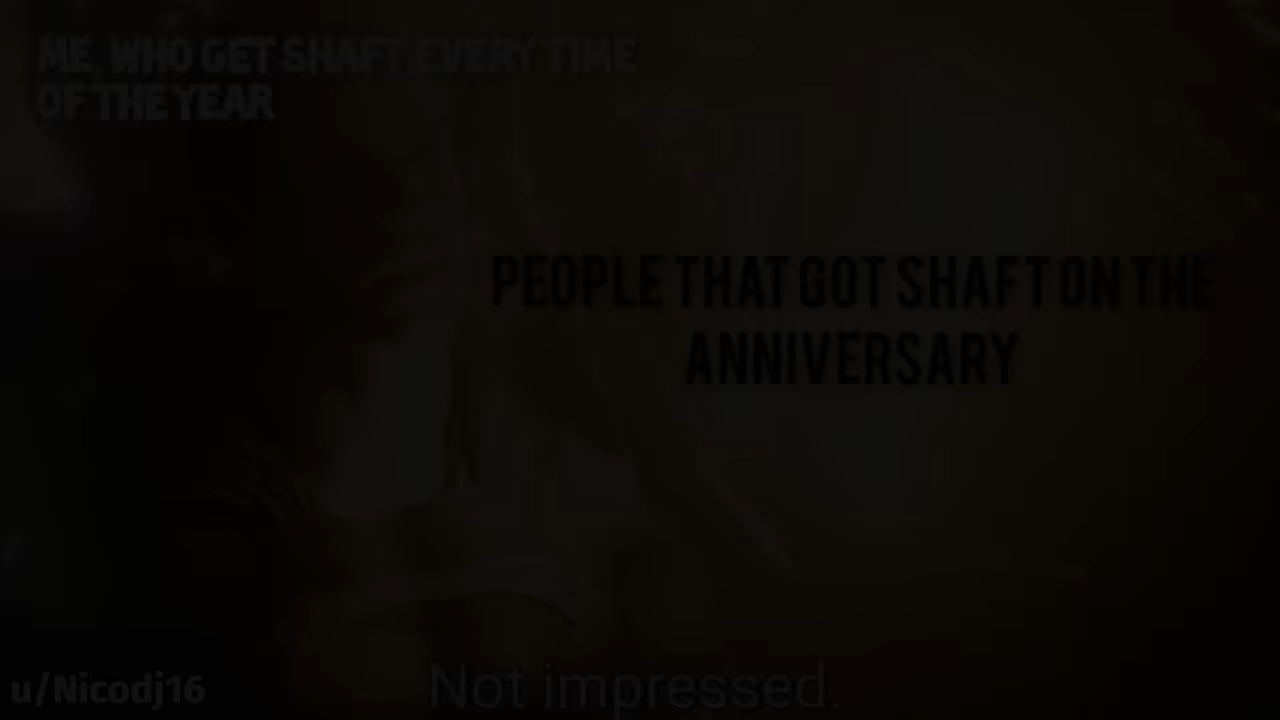 ME, WHO GET SHAFT EVERY TIME
OF THE YEAR
PEOPLE THAT GOT SHAFT ON THE
ANNIVERSARY
Not impressed.
u/Nicodj16